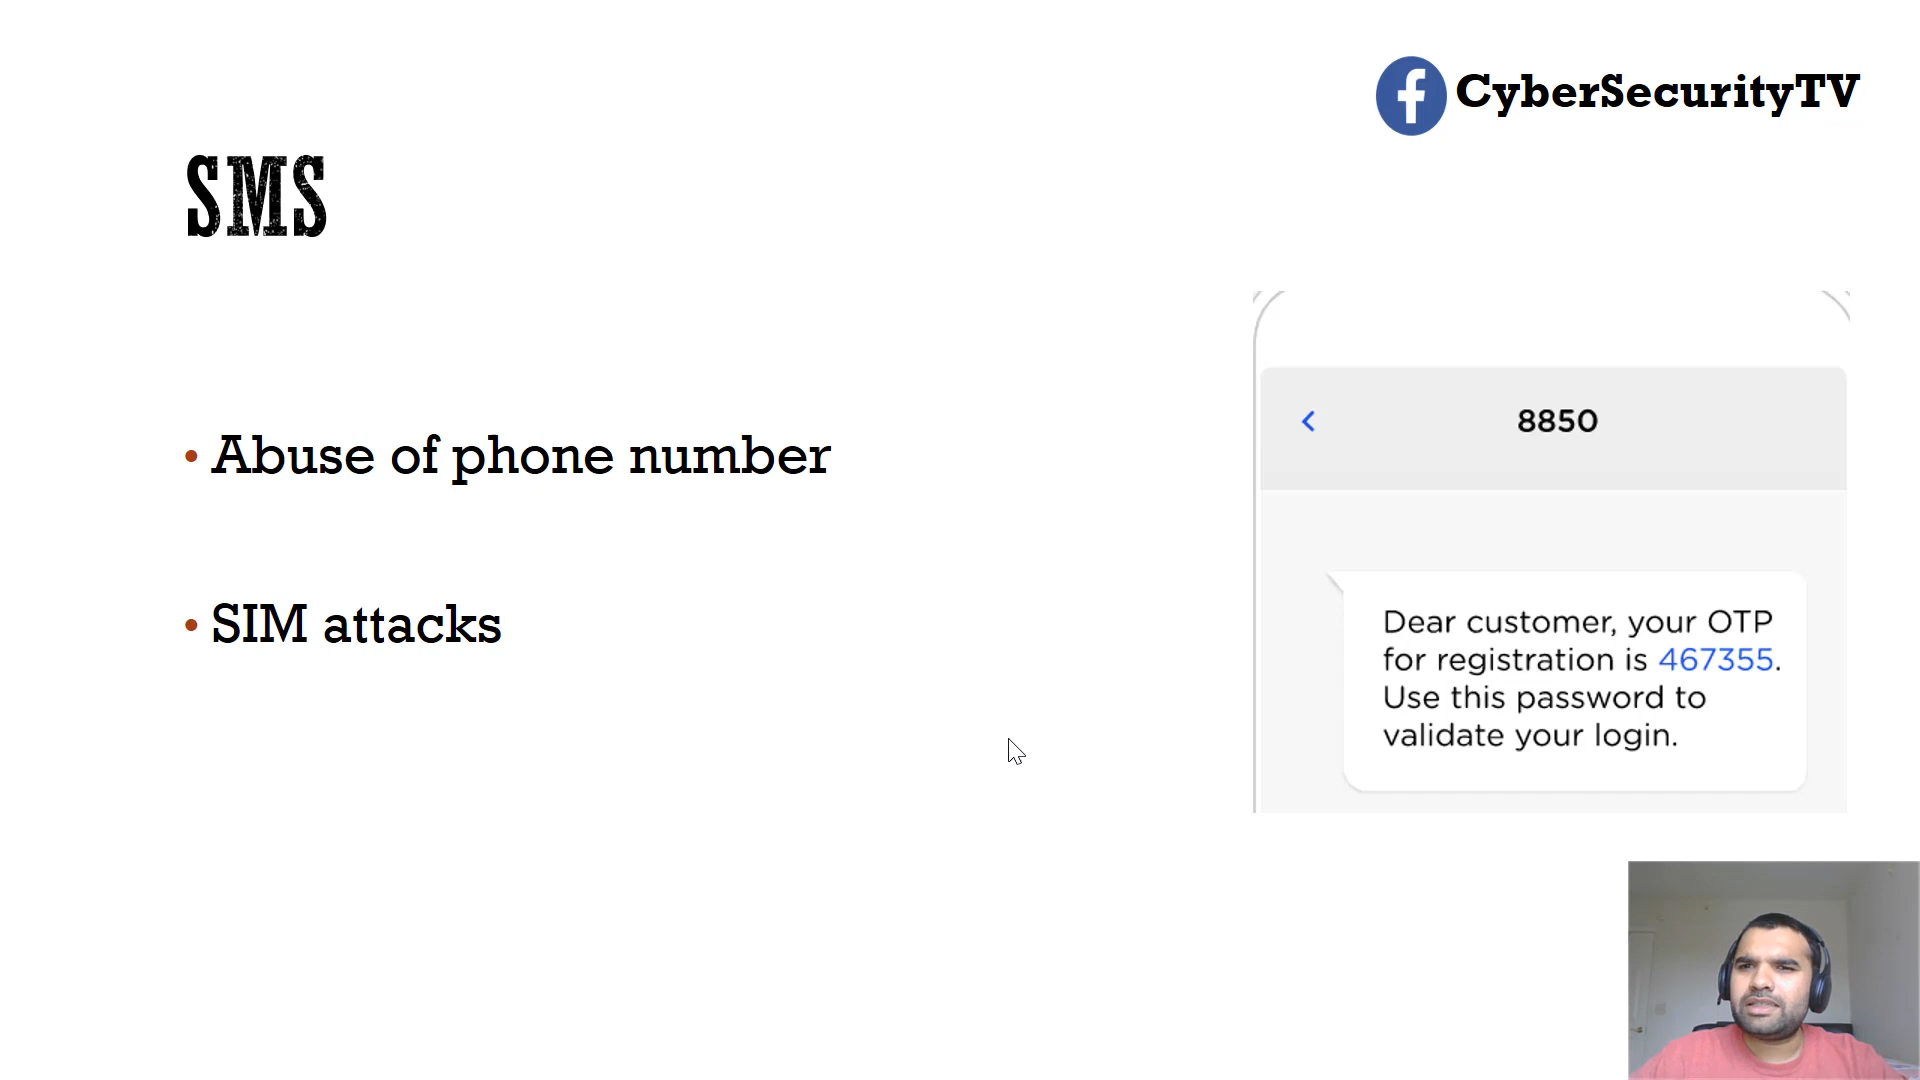 CyberSecurityTV
SMS
• Abuse of phone number
• SIM attacks
8850
Dear customer, your OTP
for registration is 467355.
Use this password to
validate your login.